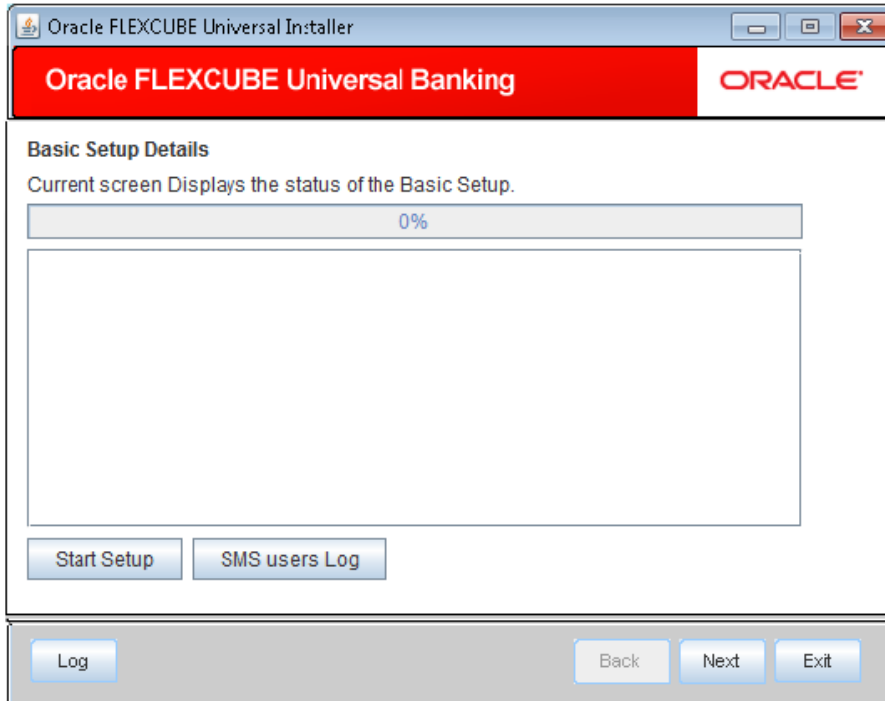 Oracle FLEXCUBE Universal Installer
Oracle FLEXCUBE Universal Banking
ORACLE
Basic Setup Details
Current screen Displays the status of the Basic Setup.
0%
Start Setup
SMS users Log
Log
Back
Next
Exit